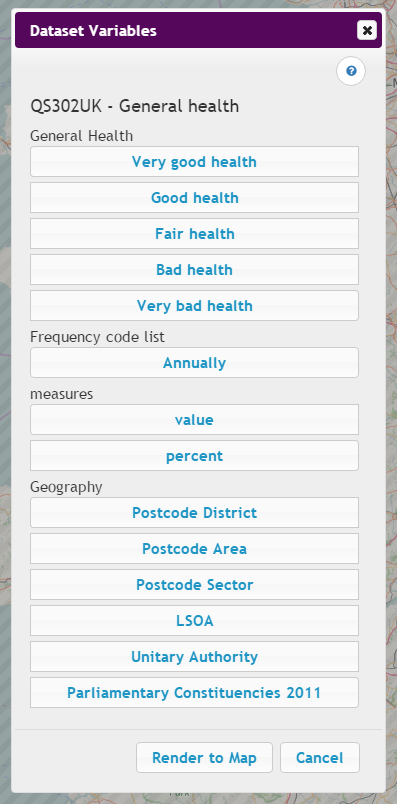 Dataset Variables
QS302UK - General health
General Health
Very good health
Good health
Fair health
Bad health
Very bad health
Frequency code list
Annually
measures
value
percent
Geography
Postcode District
Postcode Area
Postcode Sector
LSOA
Unitary Authority
Parliamentary Constituencies 2011
Render to Map
Cancel